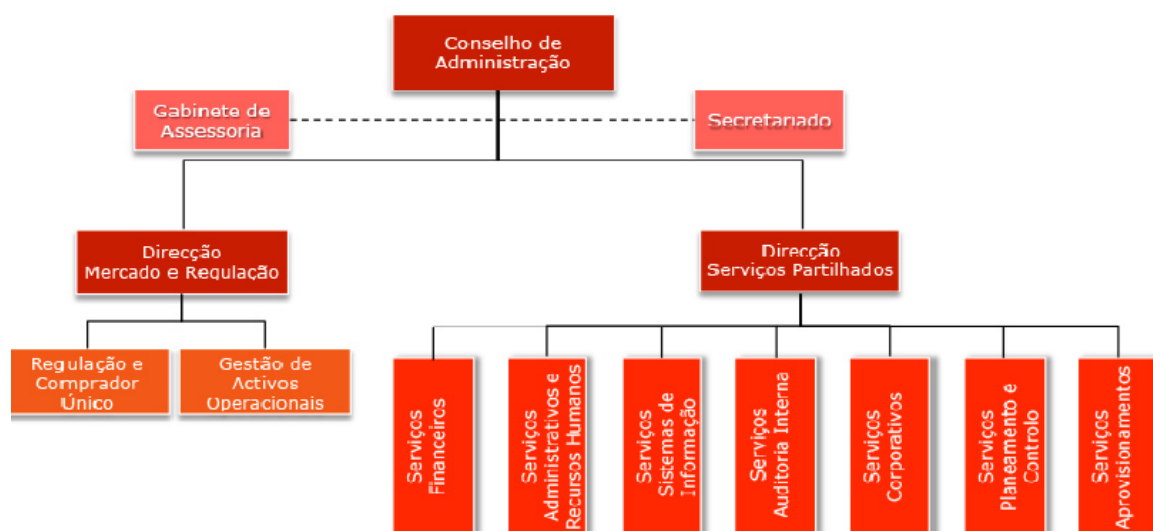 Conselho de
Administração
Gabinete de
Assessoria
Secretariado
Direcção
Mercado e Regulação
Direcção
Serviços Partilhados
Regulação e
Comprador
Único
Gestão de
Activos
Operacionais
Serviços
Financeiros
Serviços
Administrativos e
Recursos Humanos
Serviços
Sistemas de
Informação
Serviços
Auditoria Interna
Serviços
Corporativos
Serviços
Planeamento e
Controlo
Serviços
Aprovisionamentos